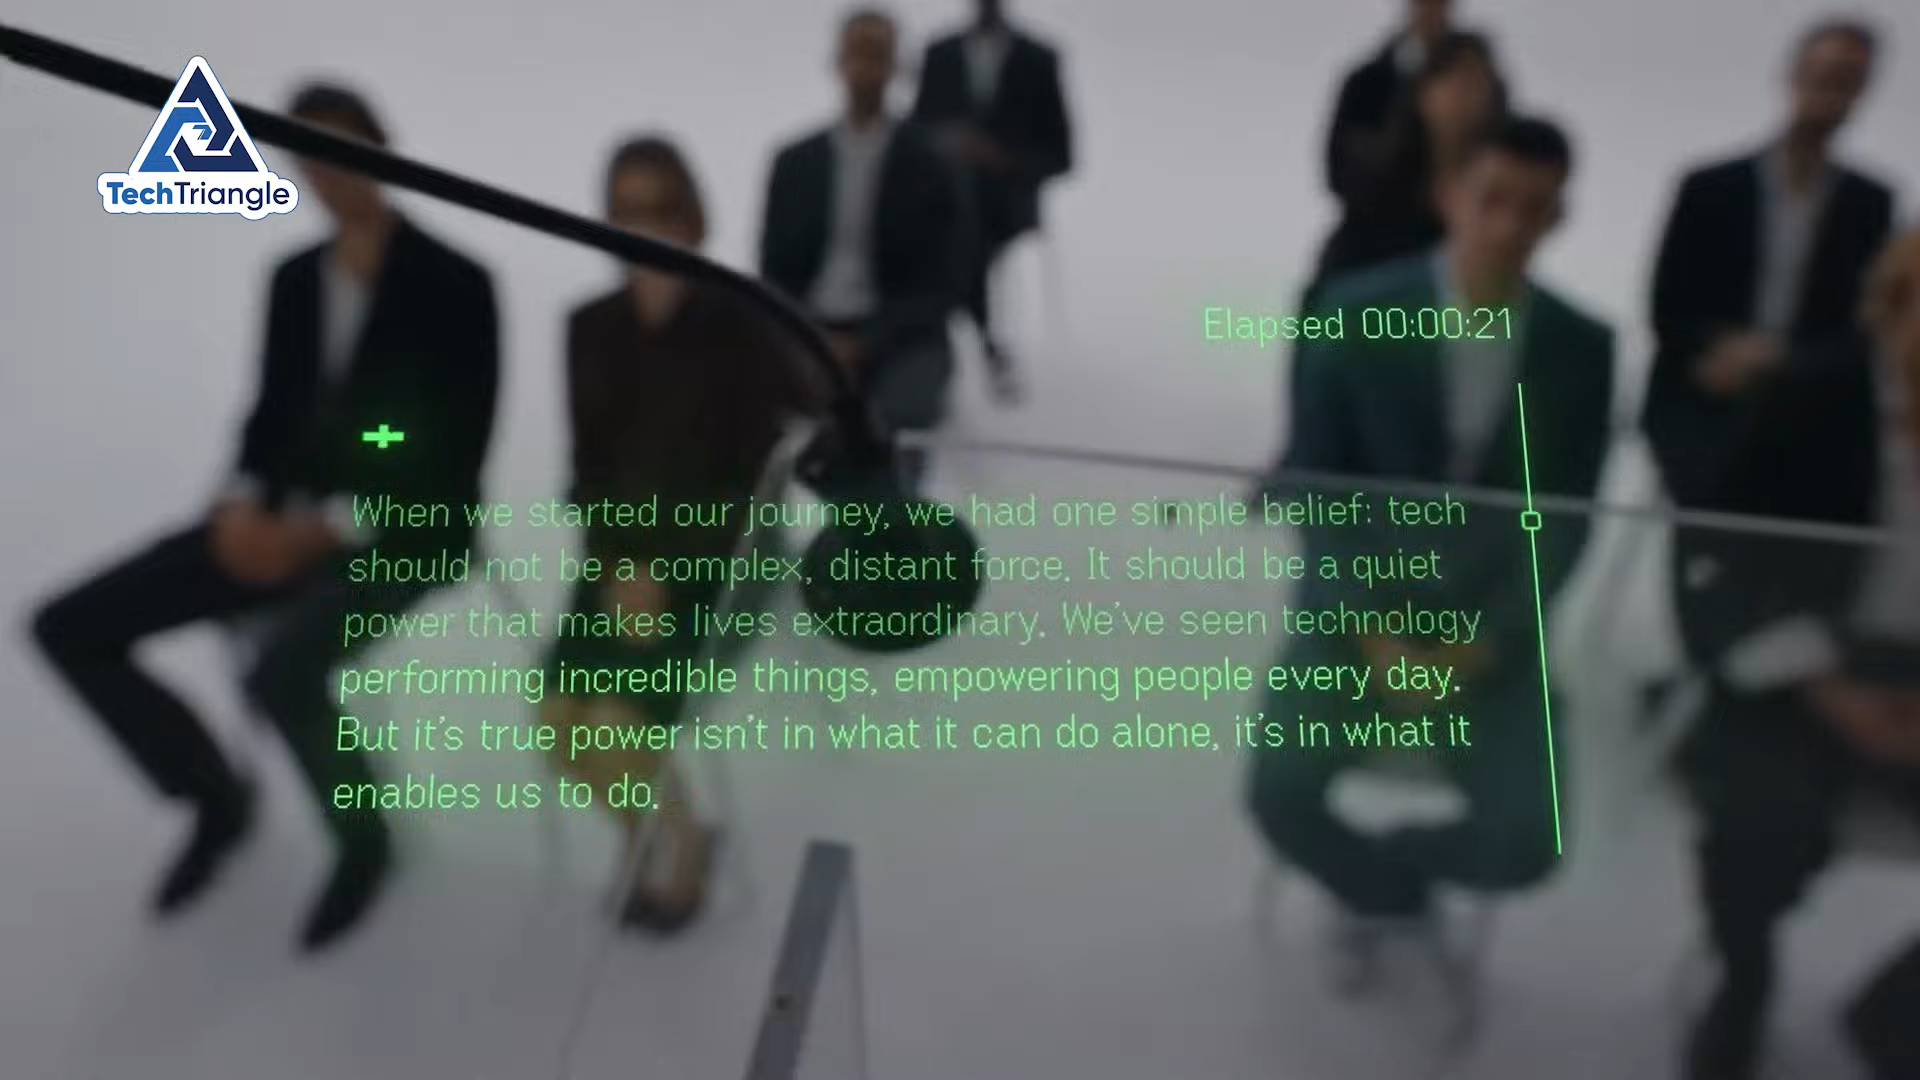 TechTriangle
Elapsed 00:00:21
When we started our journey, we had one simple belief: tech
should not be a complex, distant force. It should be a quiet
power that makes lives extraordinary. We've seen technology
performing incredible things, empowering people every day.
But it's true power isn't in what it can do alone, it's in what it
enables us to do.